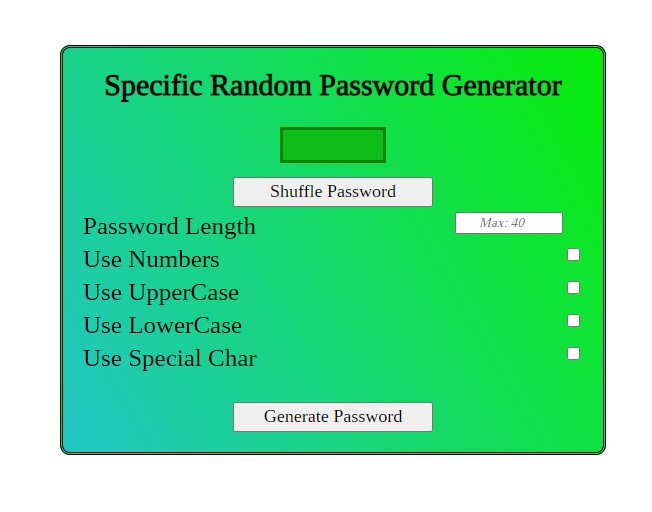 Specific Random Password Generator
Shuffle Password
Password Length
Max: 40
Use Numbers
Use UpperCase
Use LowerCase
Use Special Char
Generate Password